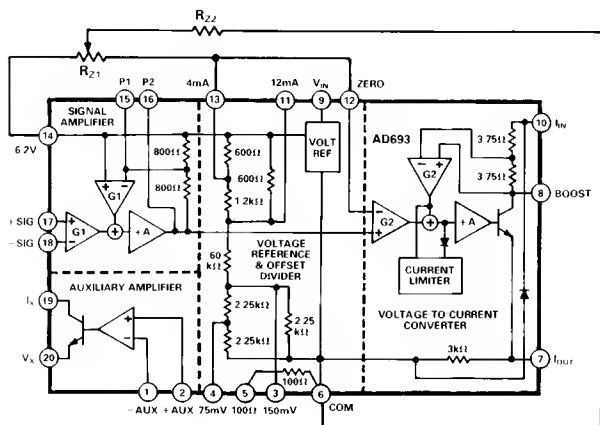 RZ2
RZ1
P1 P2 4mA 12mA VIN ZERO
15 16 13 11 9 12
SIGNAL
AMPLIFIER
14
6.2V
800Ω
800Ω
600Ω
600Ω
1.2kΩ
VOLT
REF
AD693
3 75Ω
3.75Ω
10 IIN
8 BOOST
G1
+
-
G2
+A
17
SIG
18
- SIG
G1
+
+A
60
kΩ
VOLTAGE
REFERENCE
& OFFSET
DIVIDER
G2
CURRENT
LIMITER
VOLTAGE TO CURRENT
CONVERTER
AUXILIARY AMPLIFIER
19
IX
20
VX
2.25kΩ
2.25kΩ
2 25
kΩ
100Ω
3kΩ
7 IOUT
1 2 4 5 3 6
- AUX + AUX 75mV 100Ω 150mV COM